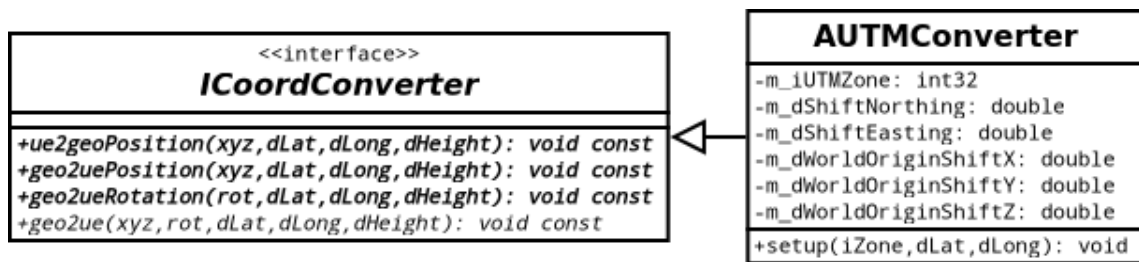 <<interface>>
ICoordConverter
+ue2geoPosition(xyz,dLat,dLong,dHeight): void const
+geo2uePosition(xyz,dLat,dLong,dHeight): void const
+geo2ueRotation(rot,dLat,dLong,dHeight): void const
+geo2ue(xyz,rot,dLat,dLong,dHeight): void const
AUTMConverter
-m_iUTMZone: int32
-m_dShiftNorthing: double
-m_dShiftEasting: double
-m_dWorldOriginShiftX: double
-m_dWorldOriginShiftY: double
-m_dWorldOriginShiftZ: double
+setup(iZone,dLat,dLong): void